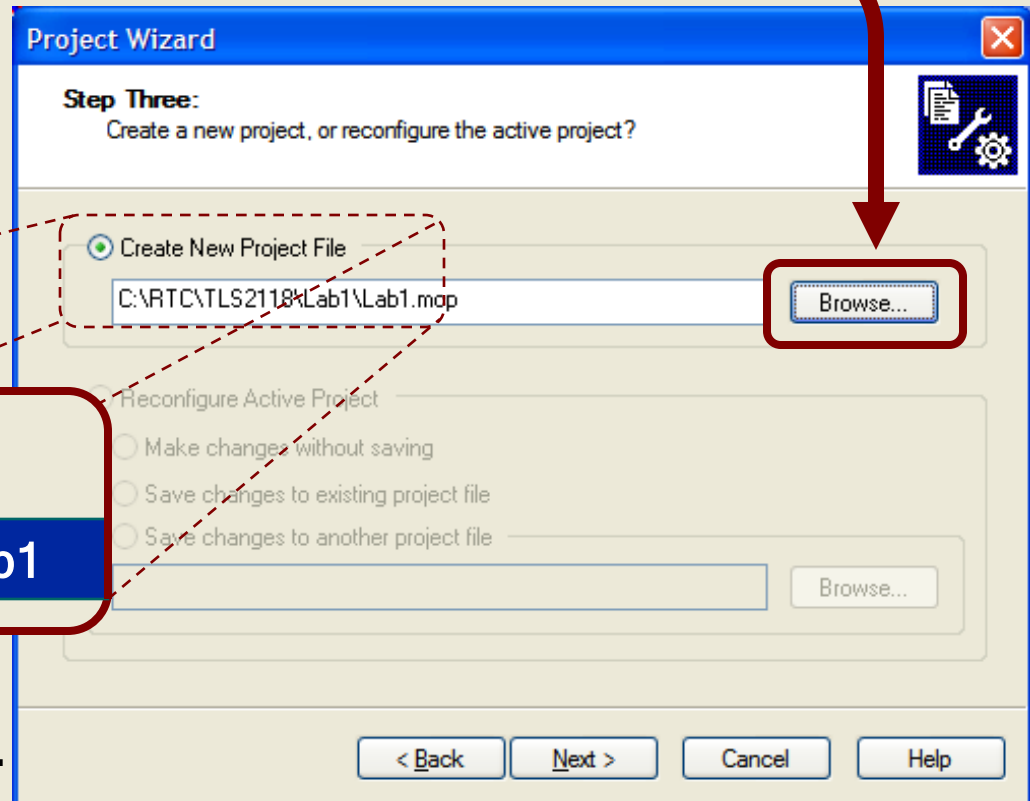 Project Wizard
Step Three:
Create a new project, or reconfigure the active project?
Create New Project File
C:\RTC\TLS2118\Lab1\Lab1.mcp
Browse...
Reconfigure Active Project
Make changes without saving
Save changes to existing project file
Save changes to another project file
Browse...
< Back
Next >
Cancel
Help